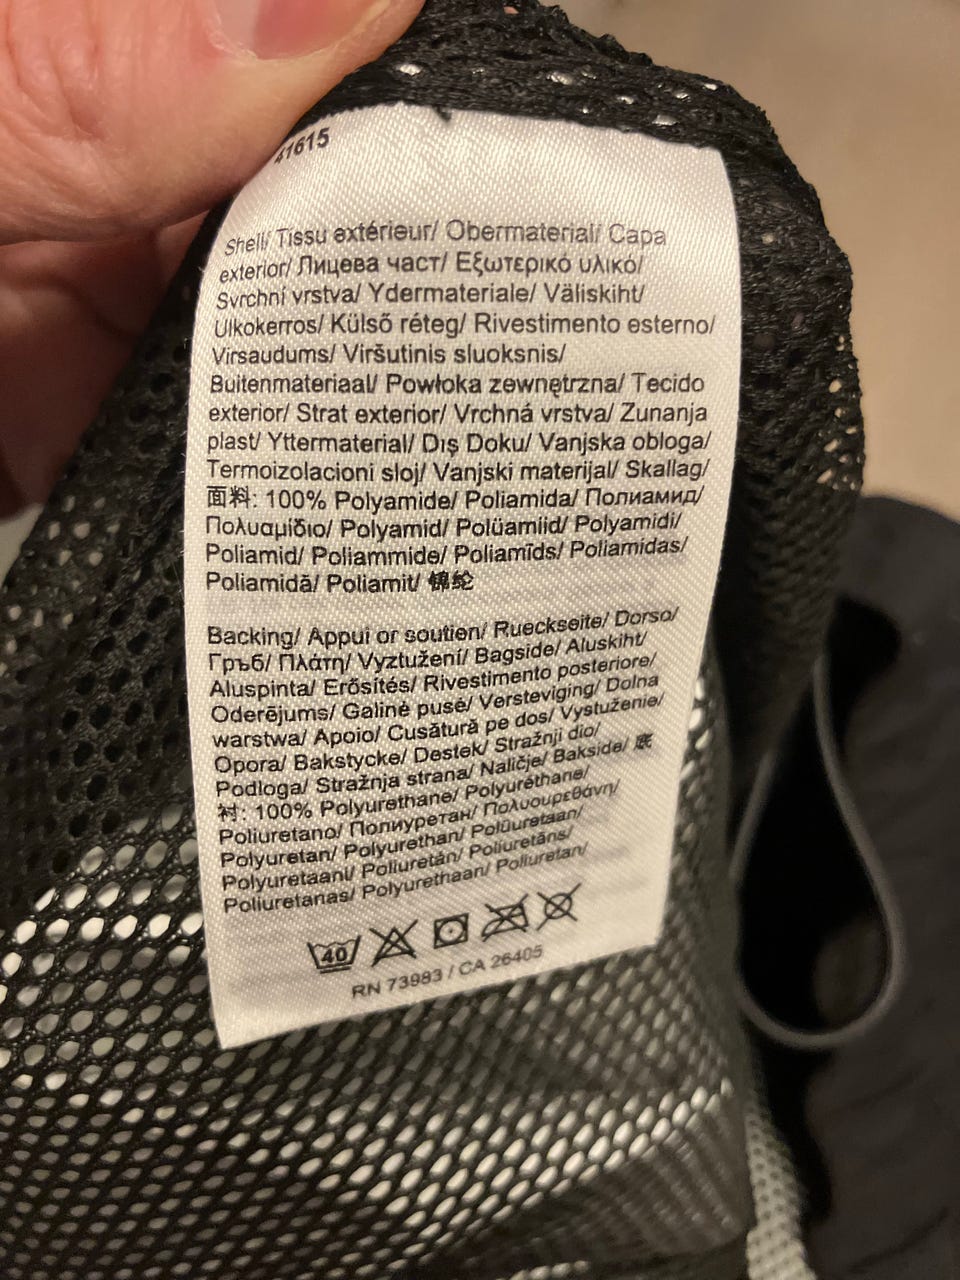 41615
Shell/ Tissu extérieur/ Obermaterial/ Capa
exterior/ Лицева част/ Εξωτερικό υλικό/
Svrchní vrstva/ Ydermateriale/ Väliskiht/
Ulkokerros/ Külső réteg/ Rivestimento esterno/
Virsaudums/ Viršutinis sluoksnis/
Buitenmateriaal/ Powłoka zewnętrzna/ Tecido
exterior/ Strat exterior/ Vrchná vrstva/ Zunanja
plast/ Yttermaterial/ Dış Doku/ Vanjska obloga/
Termoizolacioni sloj/ Vanjski materijal/ Skallag/
面料: 100% Polyamide/ Poliamida/ Полиамид/
Πολυαμίδιο/ Polyamid/ Polüamiid/ Polyamidi/
Poliamid/ Poliammide/ Poliamīds/ Poliamidas/
Poliamidă/ Poliamit/ 锦纶
Backing/ Appui or soutien/ Rueckseite/ Dorso/
Гръб/ Πλάτη/ Vyztužení/ Bagside/ Aluskiht/
Aluspinta/ Erősítés/ Rivestimento posteriore/
Oderējums/ Galinė pusė/ Versteviging/ Dolna
warstwa/ Apoio/ Cusătură pe dos/ Vystuženie/
Opora/ Bakstycke/ Destek/ Stražnji dio/
Podloga/ Stražnja strana/ Naličje/ Bakside/ 底
衬: 100% Polyurethane/ Polyuréthane/
Poliuretano/ Полиуретан/ Πολυουρεθάνη/
Polyuretan/ Polyurethan/ Polüuretaan/
Polyuretaani/ Poliuretán/ Poliuretāns/
Poliuretanas/ Polyurethaan/ Poliuretan/
40
RN 73983 / CA 26405